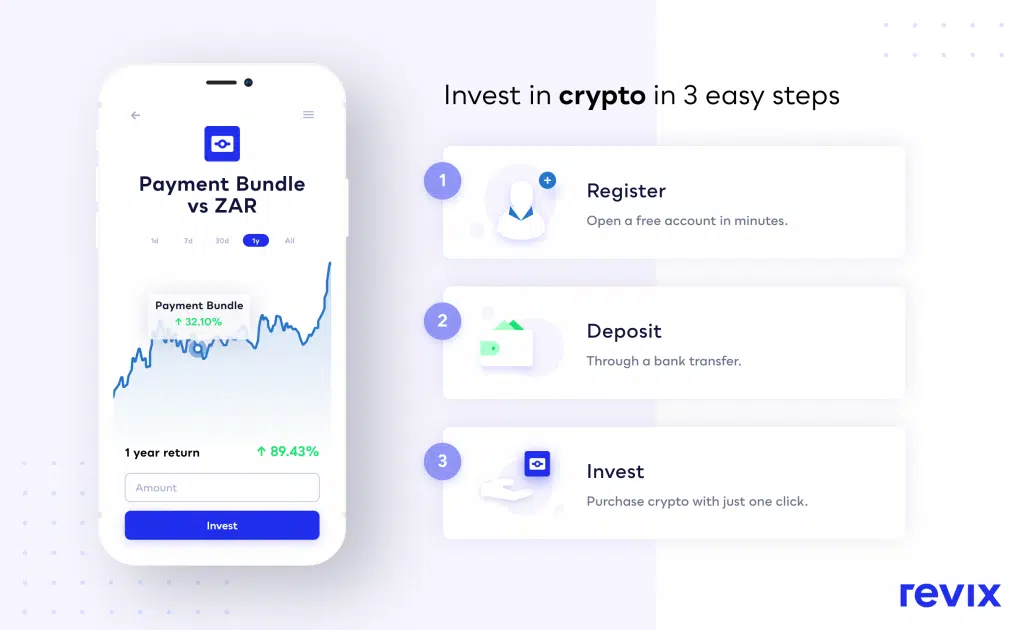 Payment Bundle
vs ZAR
1d 7d 30d 1y All
Payment Bundle
↑ 32.10%
1 year return ↑ 89.43%
Amount
Invest
Invest in crypto in 3 easy steps
1
Register
Open a free account in minutes.
2
Deposit
Through a bank transfer.
3
Invest
Purchase crypto with just one click.
revix